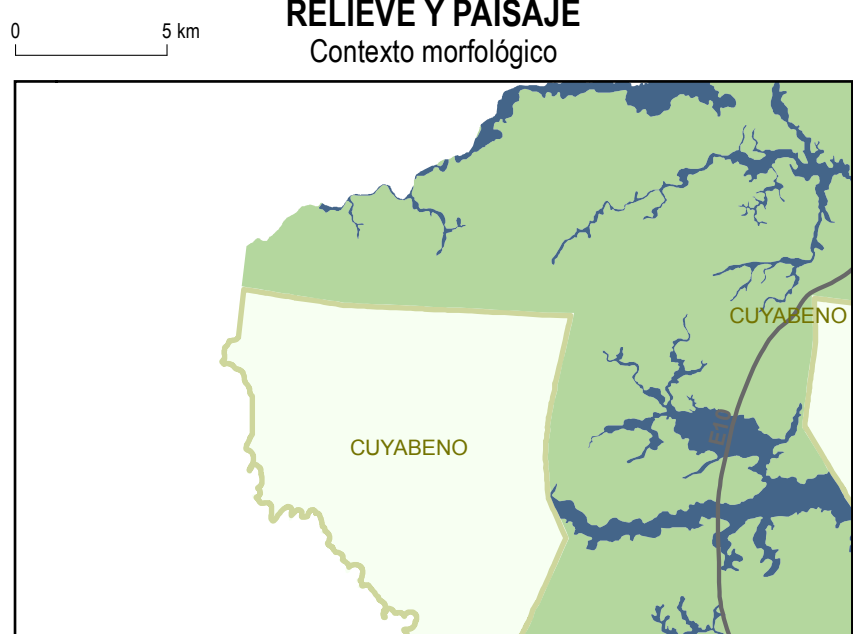 RELIEVE Y PAISAJE
Contexto morfológico
0 5 km
CUYABENO
CUYABENO
E10